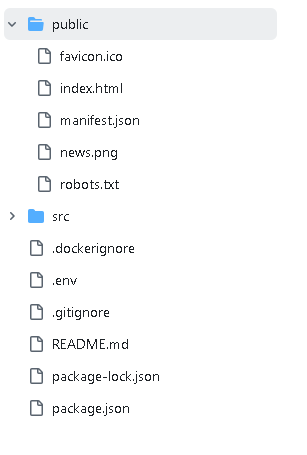 public
favicon.ico
index.html
manifest.json
news.png
robots.txt
src
.dockerignore
.env
.gitignore
README.md
package-lock.json
package.json